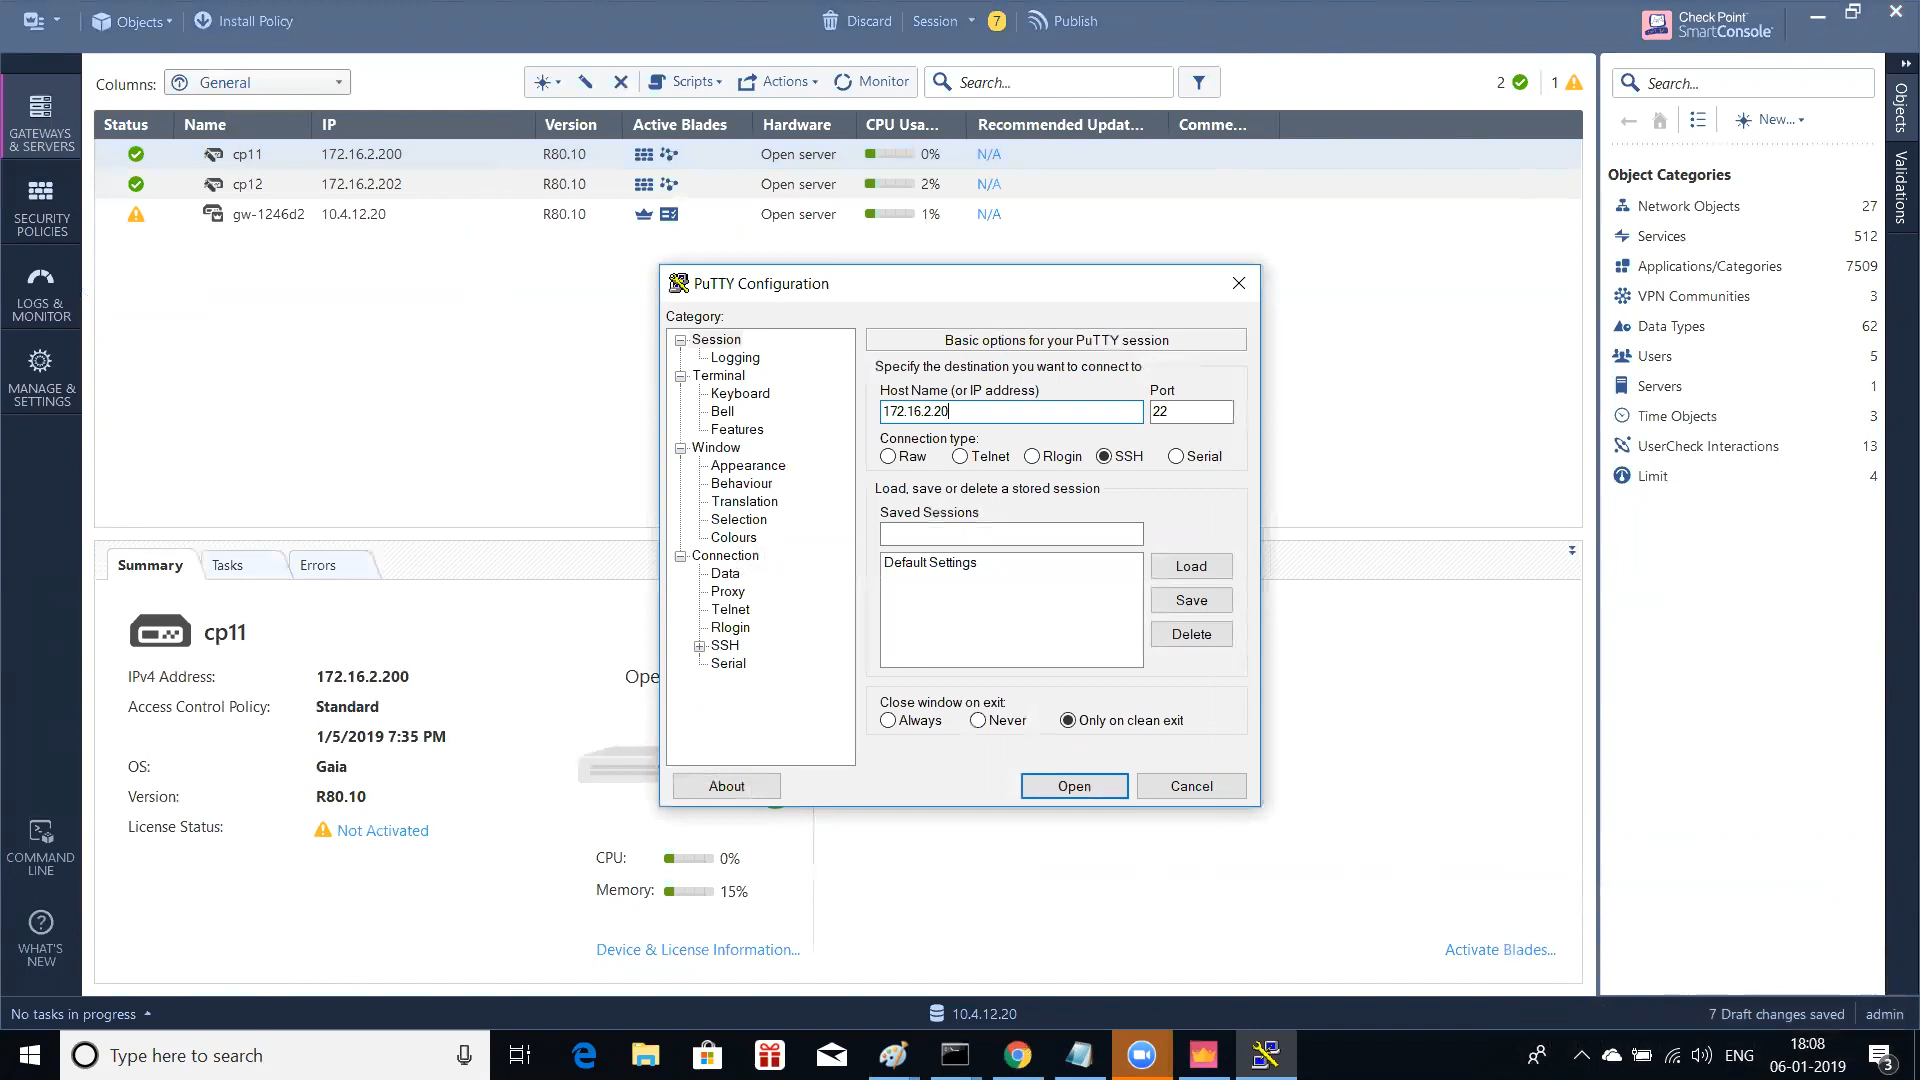 Objects
Install Policy
Discard
Session
7
Publish
Check Point
SmartConsole
Columns:
General
Scripts
Actions
Monitor
Search...
2
1
Status Name IP Version Active Blades Hardware CPU Usa... Recommended Updat... Comme...
cp11 172.16.2.200 R80.10 Open server 0% N/A
cp12 172.16.2.202 R80.10 Open server 2% N/A
gw-1246d2 10.4.12.20 R80.10 Open server 1% N/A
GATEWAYS
& SERVERS
SECURITY
POLICIES
LOGS &
MONITOR
MANAGE &
SETTINGS
COMMAND
LINE
WHAT'S
NEW
PuTTY Configuration
Category:
Session
Logging
Terminal
Keyboard
Bell
Features
Window
Appearance
Behaviour
Translation
Selection
Colours
Connection
Data
Proxy
Telnet
Rlogin
SSH
Serial
Basic options for your PuTTY session
Specify the destination you want to connect to
Host Name (or IP address) Port
172.16.2.20 22
Connection type:
Raw Telnet Rlogin SSH Serial
Load, save or delete a stored session
Saved Sessions
Default Settings
Load
Save
Delete
Close window on exit:
Always Never Only on clean exit
About Open Cancel
Summary Tasks Errors
cp11
IPv4 Address: 172.16.2.200
Access Control Policy: Standard
1/5/2019 7:35 PM
OS: Gaia
Version: R80.10
License Status: Not Activated
Ope
CPU: 0%
Memory: 15%
Device & License Information...
Activate Blades...
Search...
New...
Object Categories
Network Objects 27
Services 512
Applications/Categories 7509
VPN Communities 3
Data Types 62
Users 5
Servers 1
Time Objects 3
UserCheck Interactions 13
Limit 4
Objects
Validations
No tasks in progress
10.4.12.20
7 Draft changes saved
admin
Type here to search
ENG
18:08
06-01-2019
3